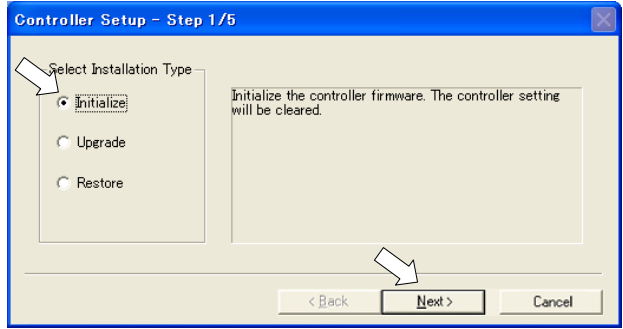 Controller Setup - Step 1/5
Select Installation Type
Initialize
Upgrade
Restore
Initialize the controller firmware. The controller setting
will be cleared.
< Back
Next >
Cancel